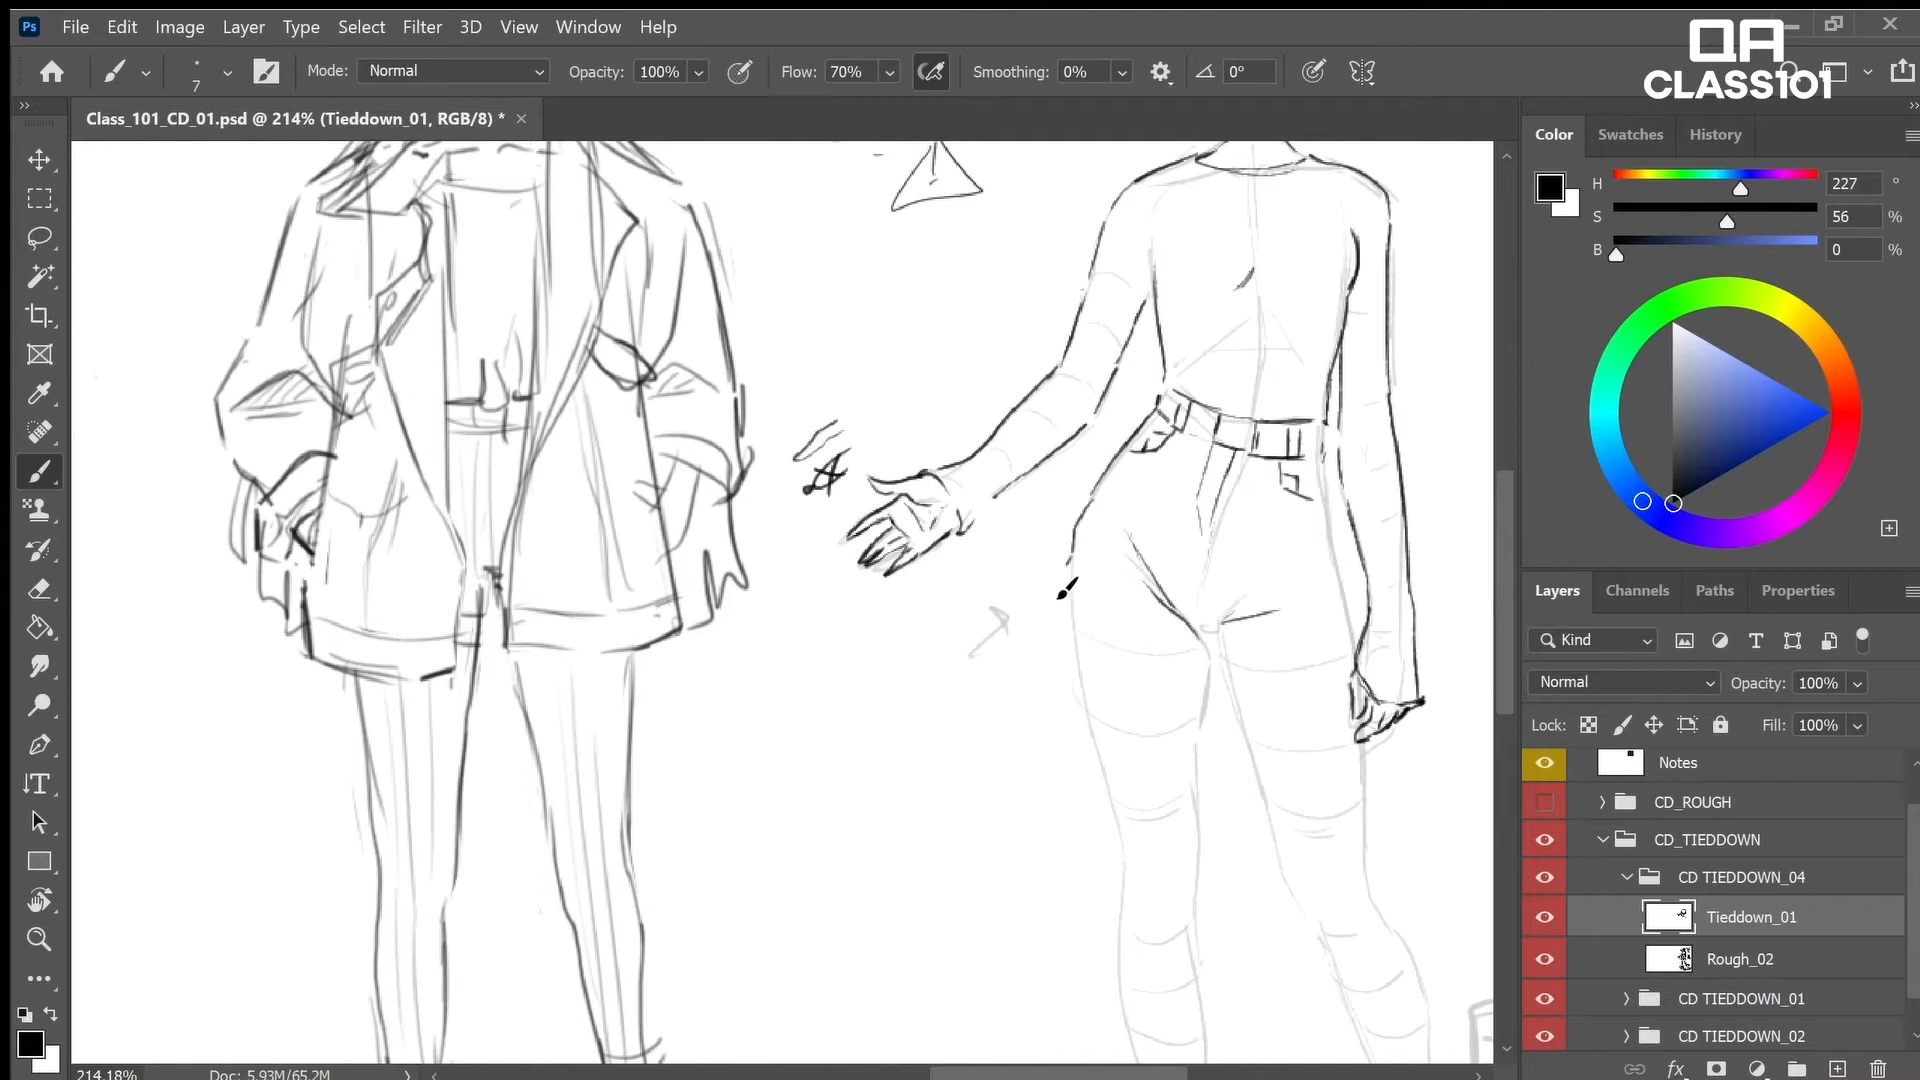 Ps File Edit Image Layer Type Select Filter 3D View Window Help
QA
CLASS101
7 Mode: Normal Opacity: 100% Flow: 70% Smoothing: 0% 0°
Class_101_CD_01.psd @ 214% (Tieddown_01, RGB/8) *
Color Swatches History
H 227 °
S 56 %
B 0 %
Layers Channels Paths Properties
Kind
Normal Opacity: 100%
Lock: Fill: 100%
Notes
CD_ROUGH
CD_TIEDDOWN
CD TIEDDOWN_04
Tieddown_01
Rough_02
CD TIEDDOWN_01
CD TIEDDOWN_02
214.18% Doc: 5.93M/65.2M
fx